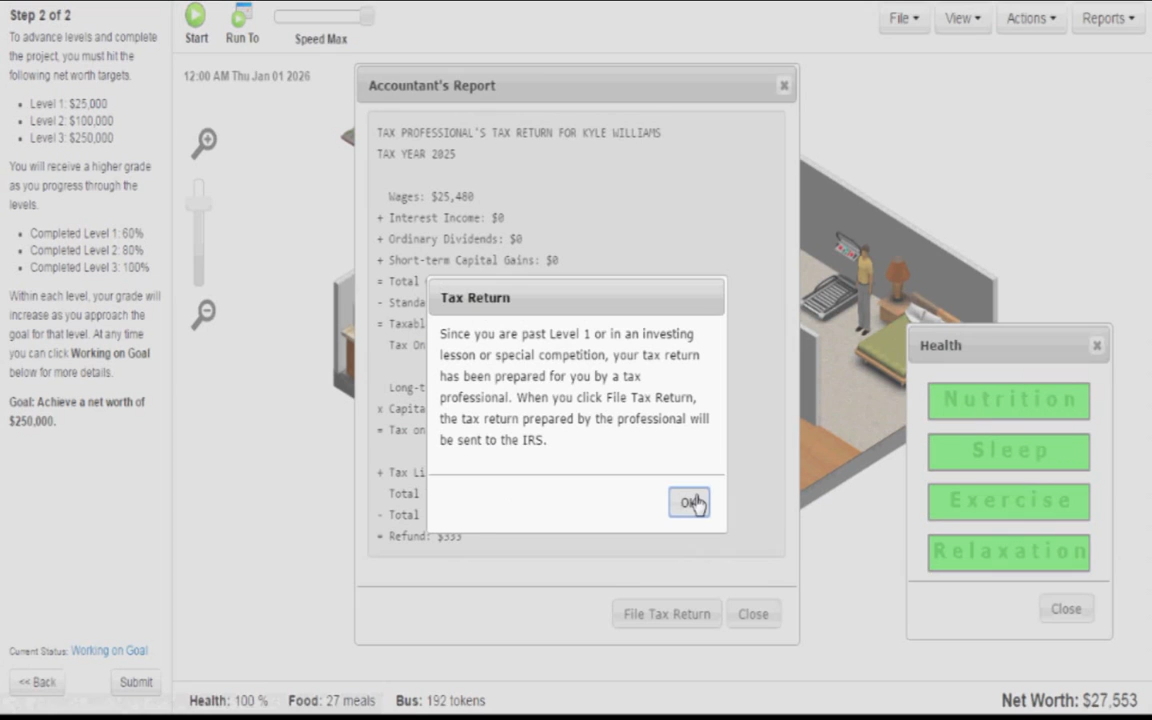 Step 2 of 2
To advance levels and complete
the project, you must hit the
following net worth targets.
Level 1: $25,000
Level 2: $100,000
Level 3: $250,000
You will receive a higher grade
as you progress through the
levels.
Completed Level 1: 60%
Completed Level 2: 80%
Completed Level 3: 100%
Within each level, your grade will
increase as you approach the
goal for that level. At any time
you can click Working on Goal
below for more details.
Goal: Achieve a net worth of
$250,000.
Current Status: Working on Goal
<< Back
Submit
Start
Run To
Speed Max
File
View
Actions
Reports
12:00 AM Thu Jan 01 2026
Accountant's Report
TAX PROFESSIONAL'S TAX RETURN FOR KYLE WILLIAMS
TAX YEAR 2025
Wages: $25,480
+ Interest Income: $0
+ Ordinary Dividends: $0
+ Short-term Capital Gains: $0
= Total
- Standa
= Taxabl
Tax On
Long-t
x Capita
= Tax on
+ Tax Li
Total
- Total
= Refund: $333
File Tax Return
Close
Tax Return
Since you are past Level 1 or in an investing
lesson or special competition, your tax return
has been prepared for you by a tax
professional. When you click File Tax Return,
the tax return prepared by the professional will
be sent to the IRS.
OK
Health
Nutrition
Sleep
Exercise
Relaxation
Close
Health: 100 %
Food: 27 meals
Bus: 192 tokens
Net Worth: $27,553